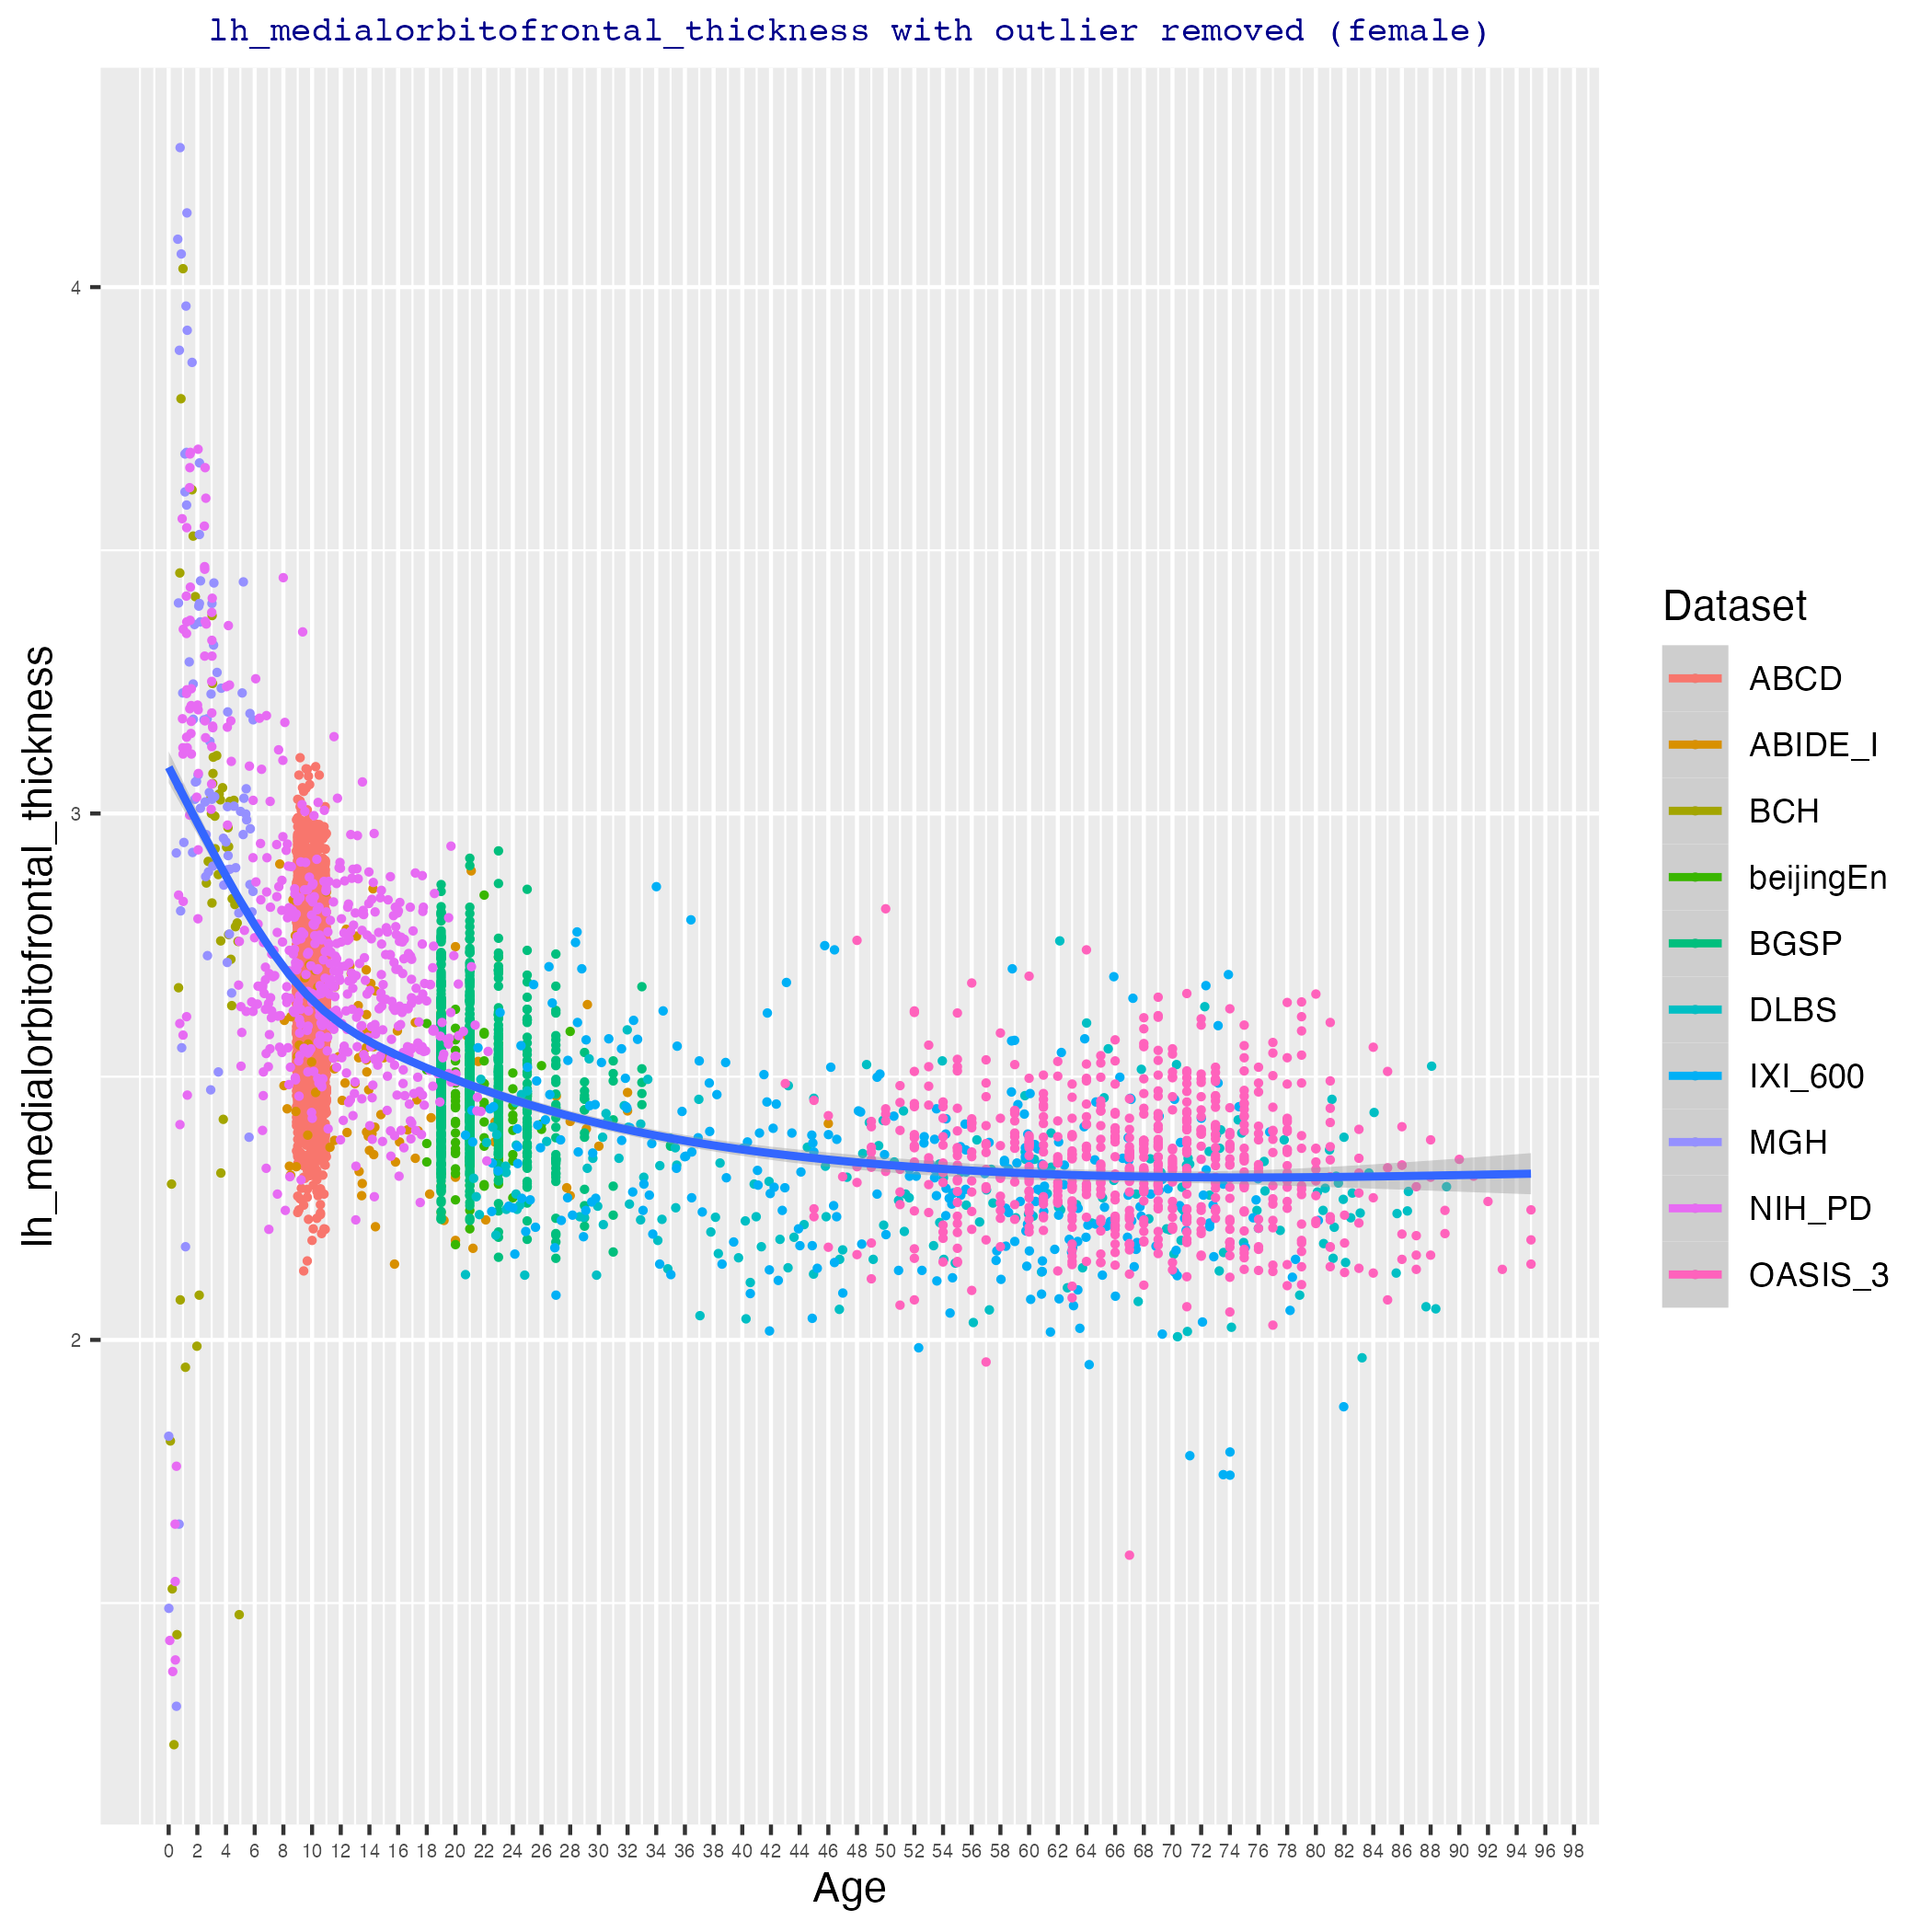 lh_medialorbitofrontal_thickness with outlier removed (female)
lh_medialorbitofrontal_thickness
4
3
2
0 2 4 6 8 10 12 14 16 18 20 22 24 26 28 30 32 34 36 38 40 42 44 46 48 50 52 54 56 58 60 62 64 66 68 70 72 74 76 78 80 82 84 86 88 90 92 94 96 98
Age
Dataset
ABCD
ABIDE_I
BCH
beijingEn
BGSP
DLBS
IXI_600
MGH
NIH_PD
OASIS_3